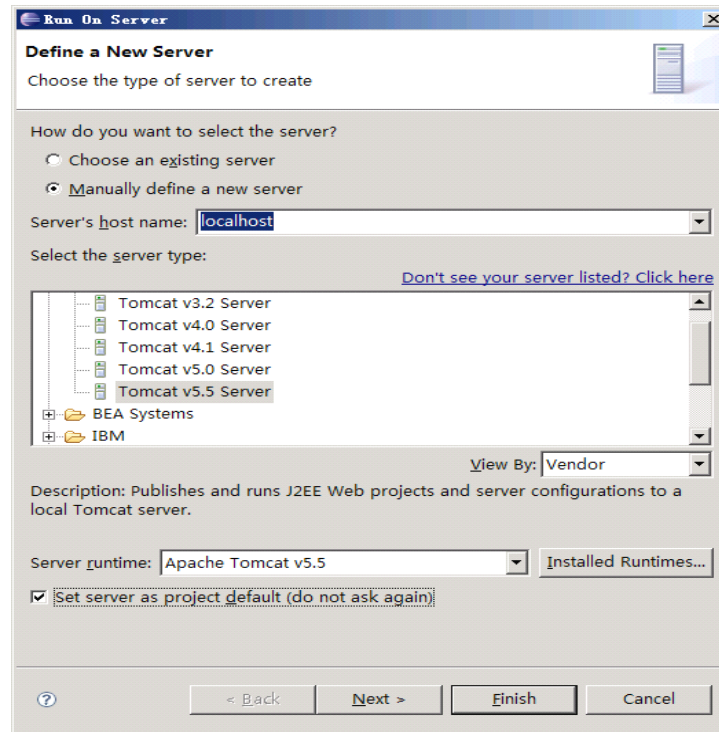 Run On Server
Define a New Server
Choose the type of server to create
How do you want to select the server?
Choose an existing server
Manually define a new server
Server's host name: localhost
Select the server type:
Don't see your server listed? Click here
Tomcat v3.2 Server
Tomcat v4.0 Server
Tomcat v4.1 Server
Tomcat v5.0 Server
Tomcat v5.5 Server
BEA Systems
IBM
View By: Vendor
Description: Publishes and runs J2EE Web projects and server configurations to a
local Tomcat server.
Server runtime: Apache Tomcat v5.5 Installed Runtimes...
Set server as project default (do not ask again)
? < Back Next > Finish Cancel